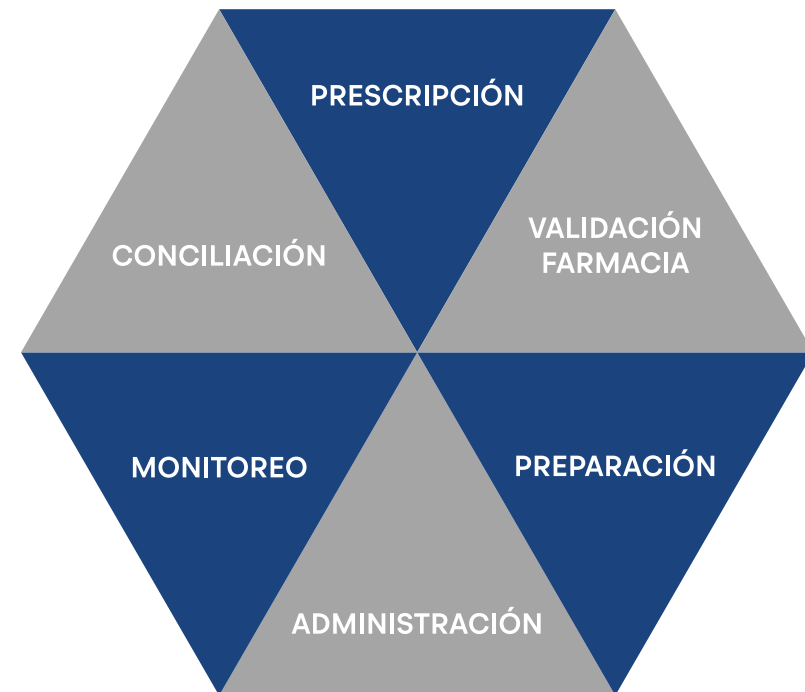 PRESCRIPCIÓN
VALIDACIÓN
FARMACIA
CONCILIACIÓN
MONITOREO
PREPARACIÓN
ADMINISTRACIÓN